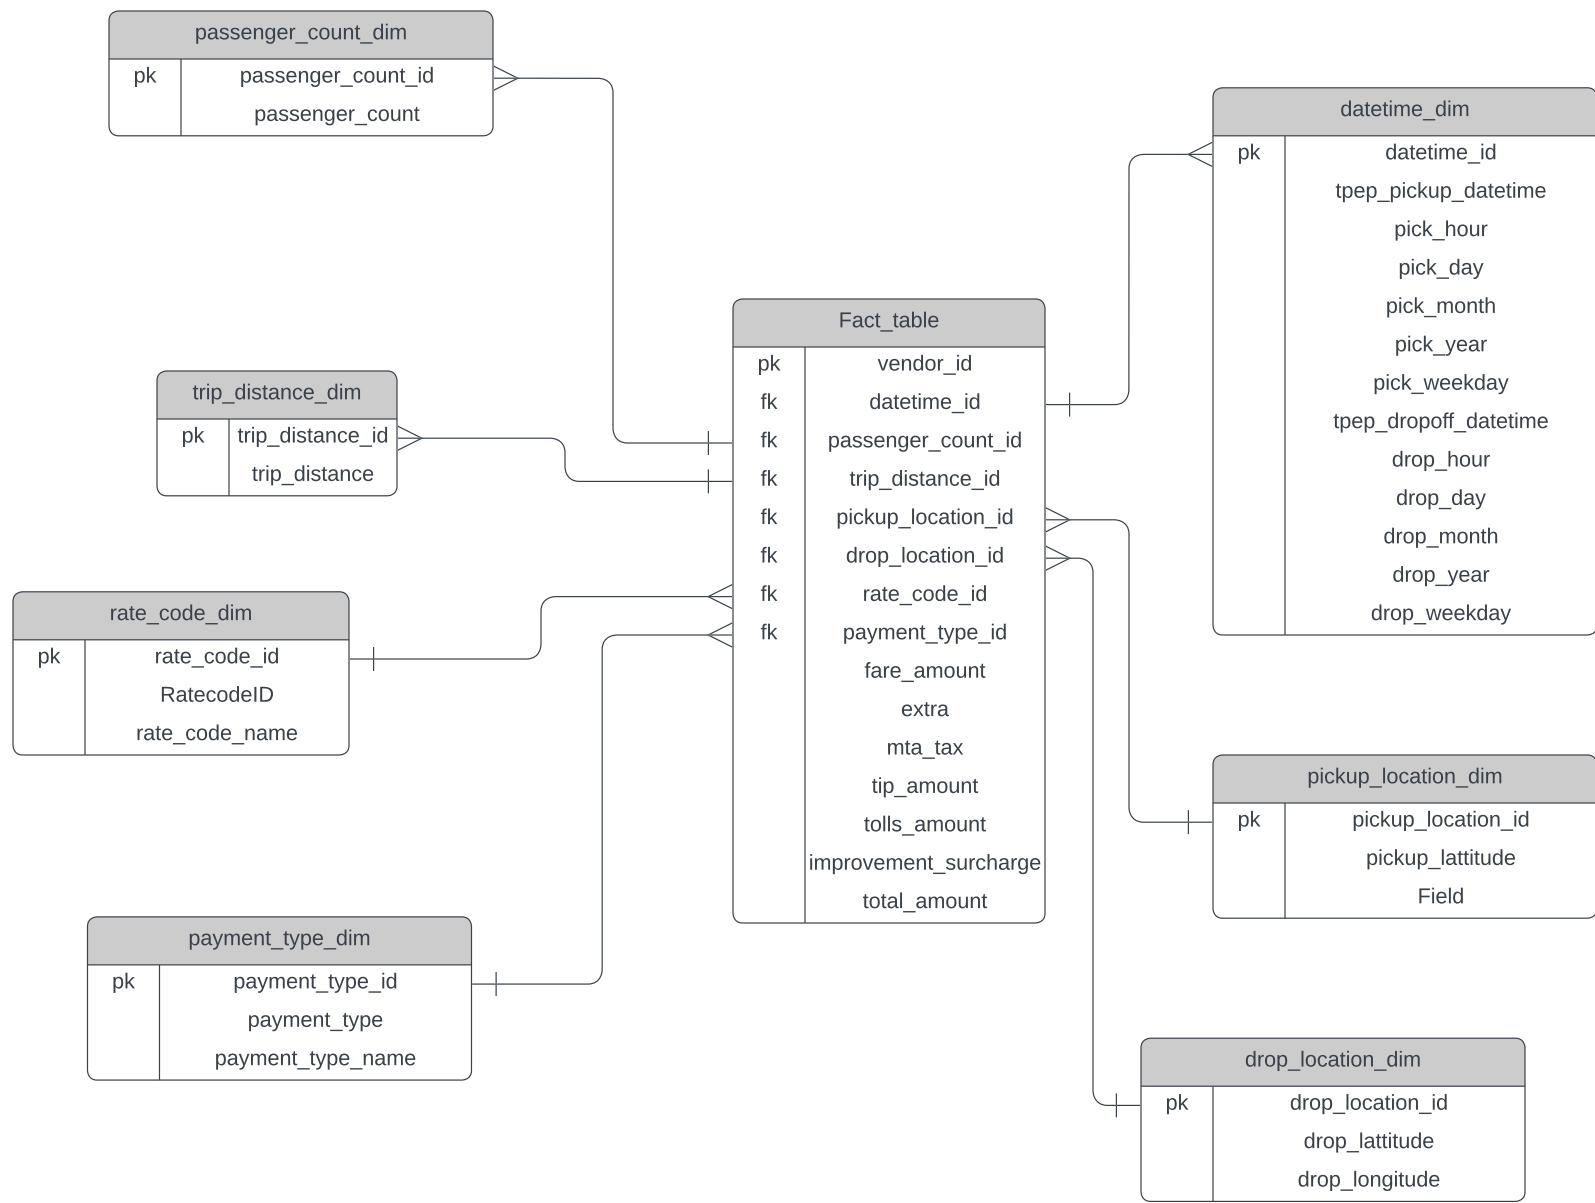 passenger_count_dim
pk passenger_count_id
passenger_count
datetime_dim
pk datetime_id
tpep_pickup_datetime
pick_hour
pick_day
pick_month
pick_year
pick_weekday
tpep_dropoff_datetime
drop_hour
drop_day
drop_month
drop_year
drop_weekday
Fact_table
pk vendor_id
fk datetime_id
fk passenger_count_id
fk trip_distance_id
fk pickup_location_id
fk drop_location_id
fk rate_code_id
fk payment_type_id
fare_amount
extra
mta_tax
tip_amount
tolls_amount
improvement_surcharge
total_amount
trip_distance_dim
pk trip_distance_id
trip_distance
rate_code_dim
pk rate_code_id
RatecodeID
rate_code_name
pickup_location_dim
pk pickup_location_id
pickup_lattitude
Field
payment_type_dim
pk payment_type_id
payment_type
payment_type_name
drop_location_dim
pk drop_location_id
drop_lattitude
drop_longitude